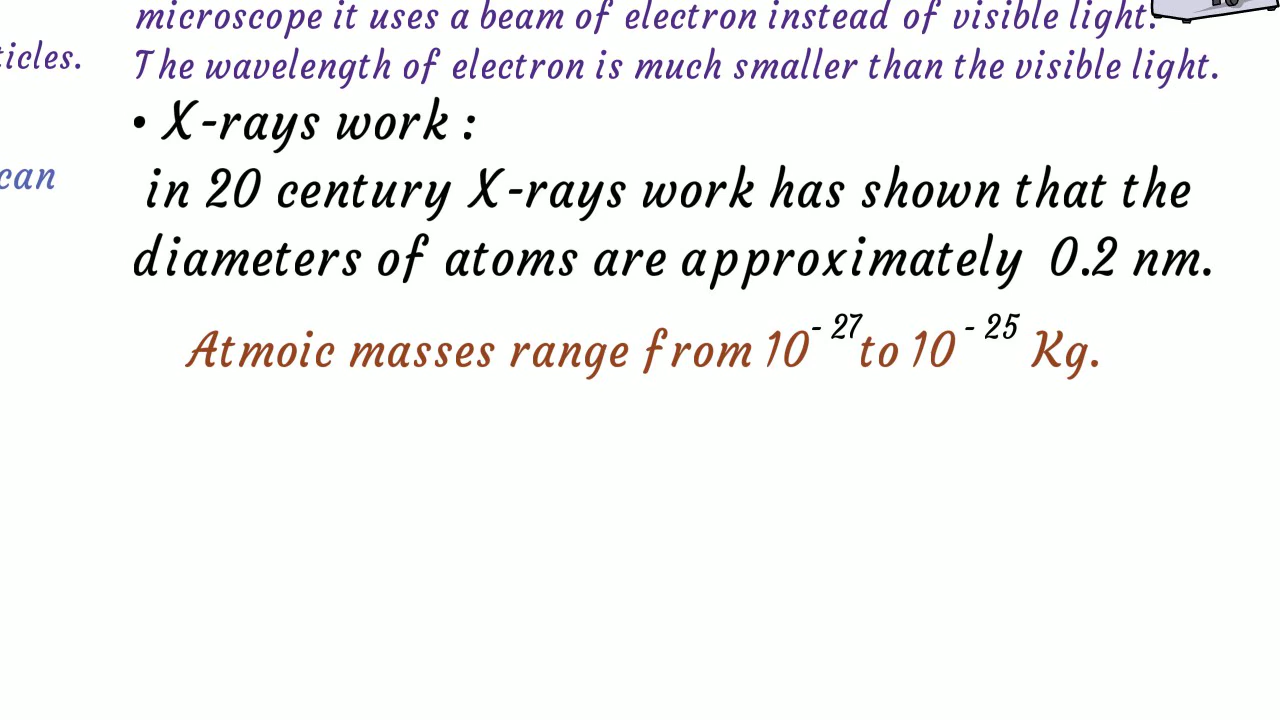 microscope it uses a beam of electron instead of visible light.
ticles.
The wavelength of electron is much smaller than the visible light.
• X-rays work :
can
in 20 century X-rays work has shown that the
diameters of atoms are approximately 0.2 nm.
Atmoic masses range from 10⁻²⁷ to 10⁻²⁵ Kg.